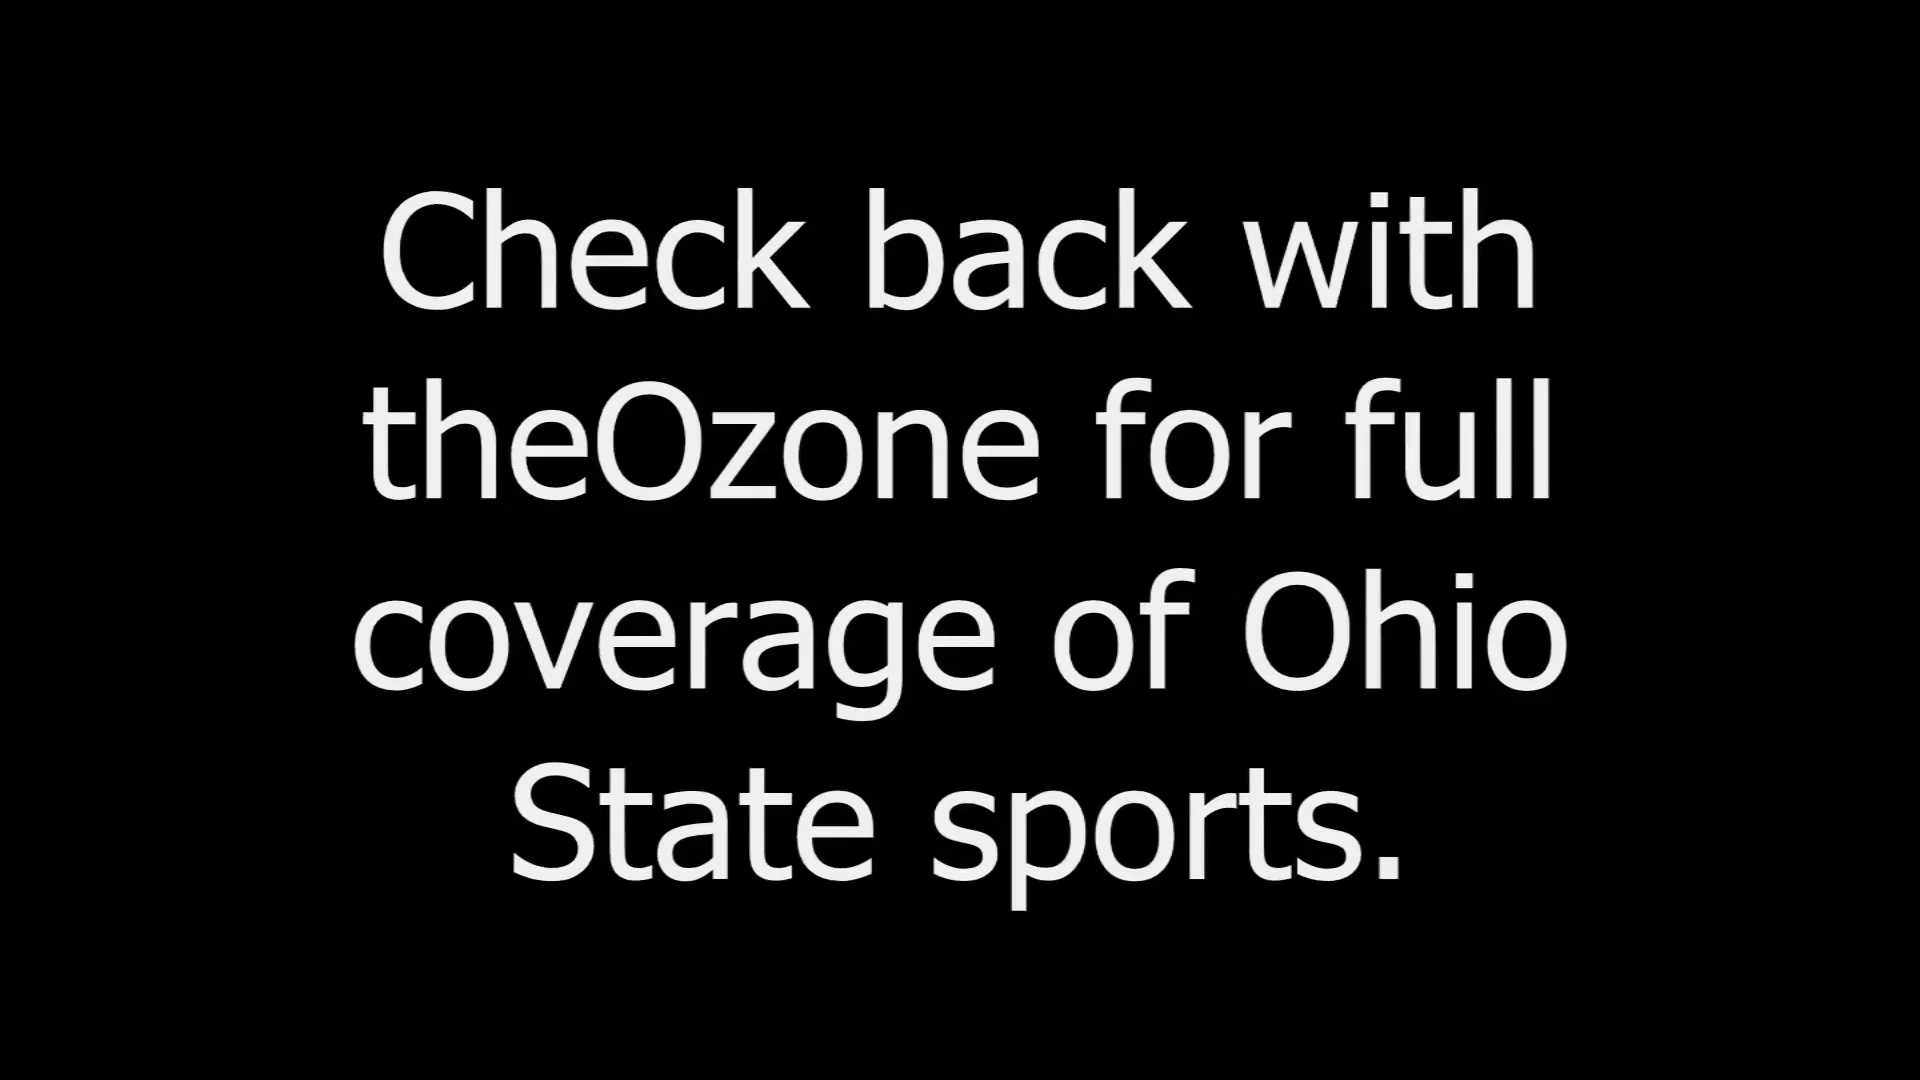 Check back with
theOzone for full
coverage of Ohio
State sports.